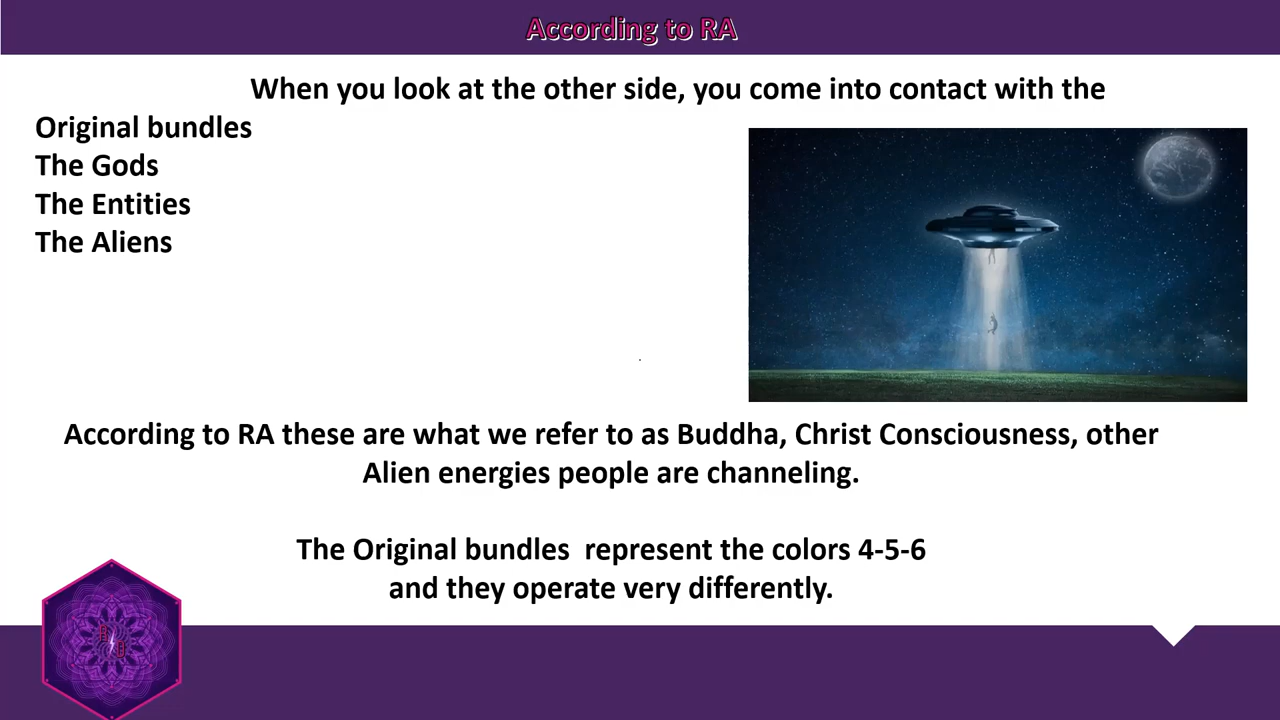 According to RA
When you look at the other side, you come into contact with the
Original bundles
The Gods
The Entities
The Aliens
According to RA these are what we refer to as Buddha, Christ Consciousness, other
Alien energies people are channeling.
The Original bundles  represent the colors 4-5-6
and they operate very differently.